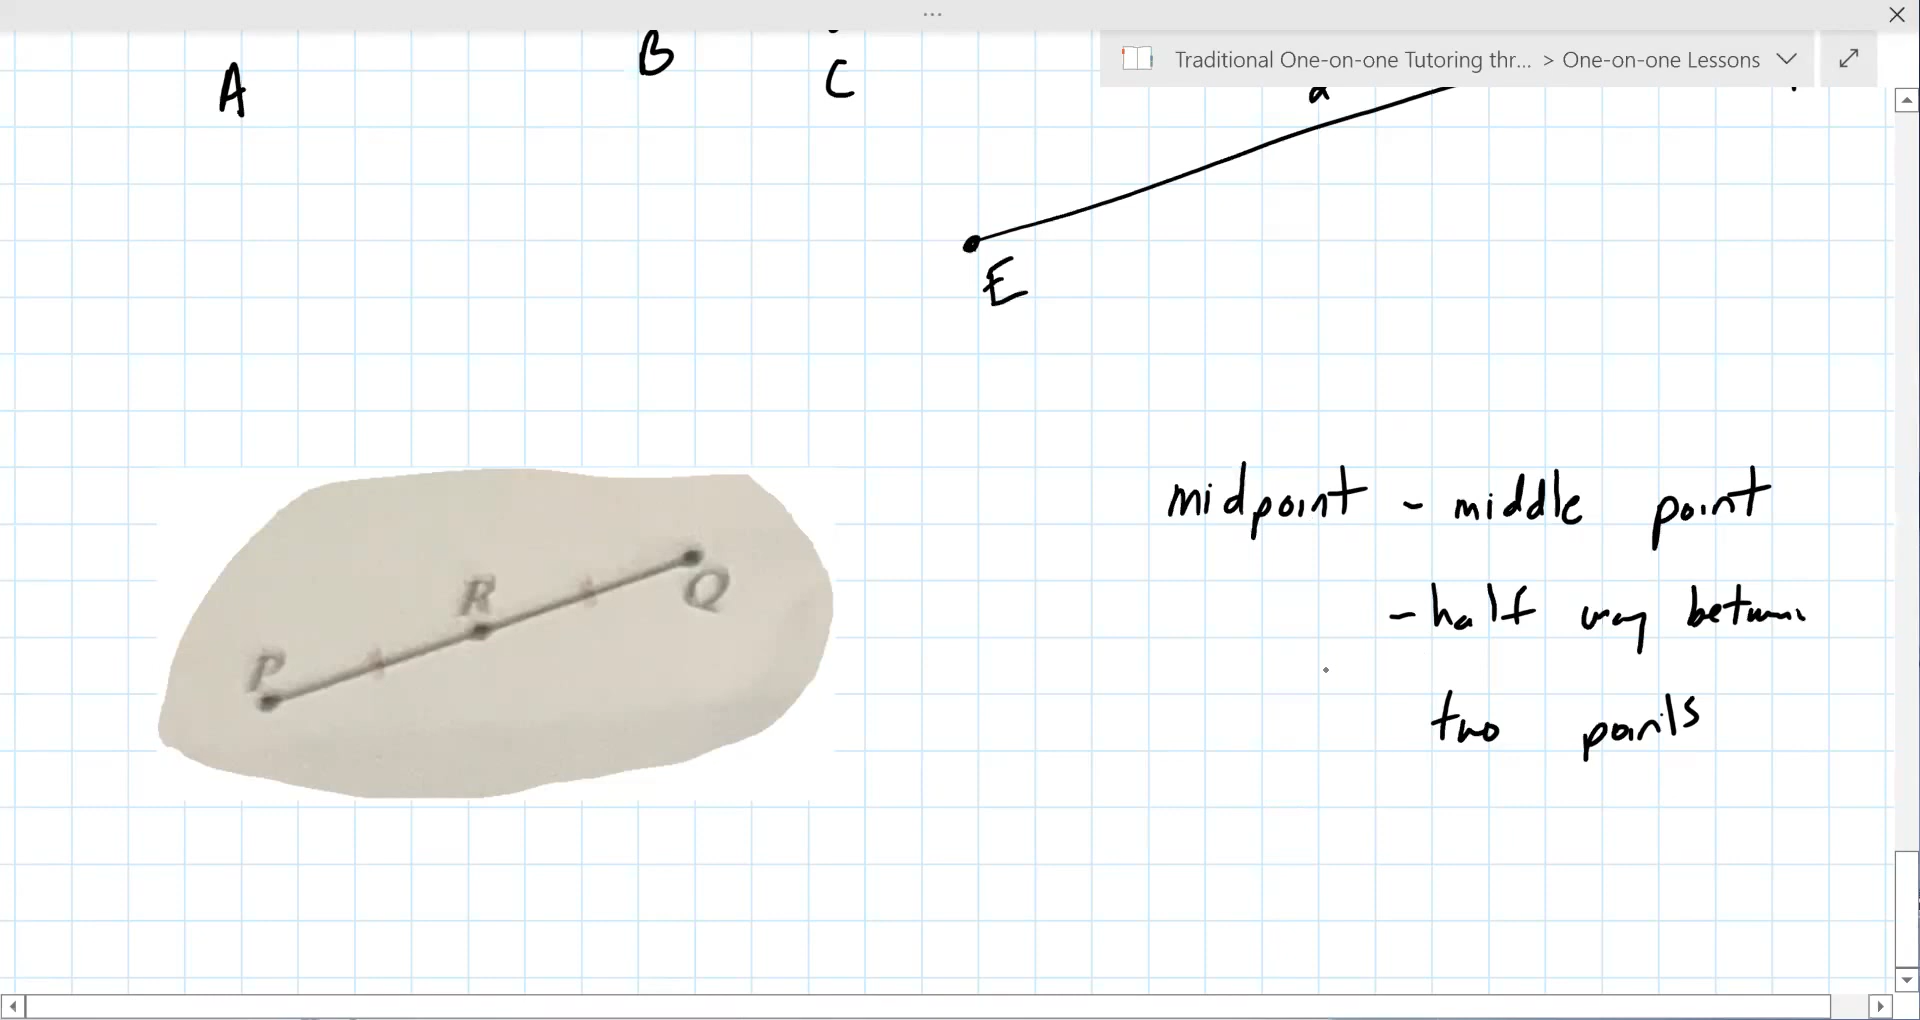 ...
Traditional One-on-one Tutoring thr... > One-on-one Lessons
A
B
C
E
midpoint - middle point
- half way between
two points
P
R
Q